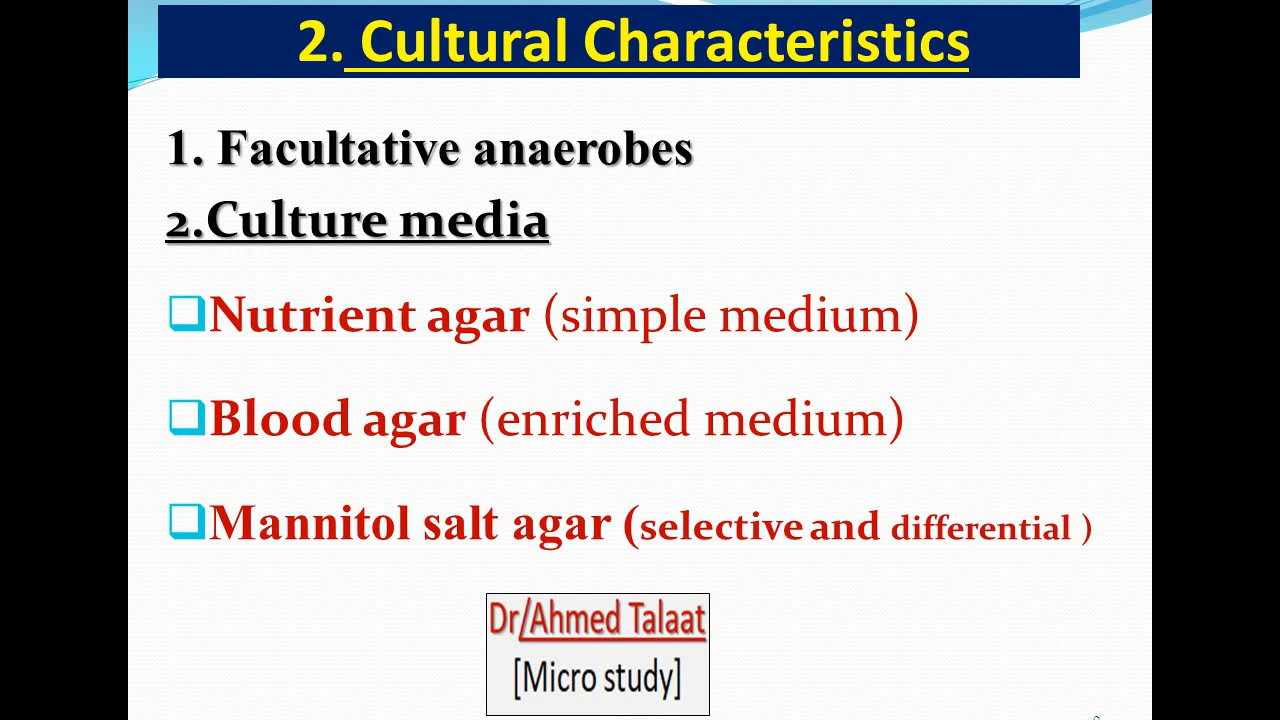 2. Cultural Characteristics
1. Facultative anaerobes
2.Culture media
Nutrient agar (simple medium)
Blood agar (enriched medium)
Mannitol salt agar (selective and differential )
Dr/Ahmed Talaat
[Micro study]